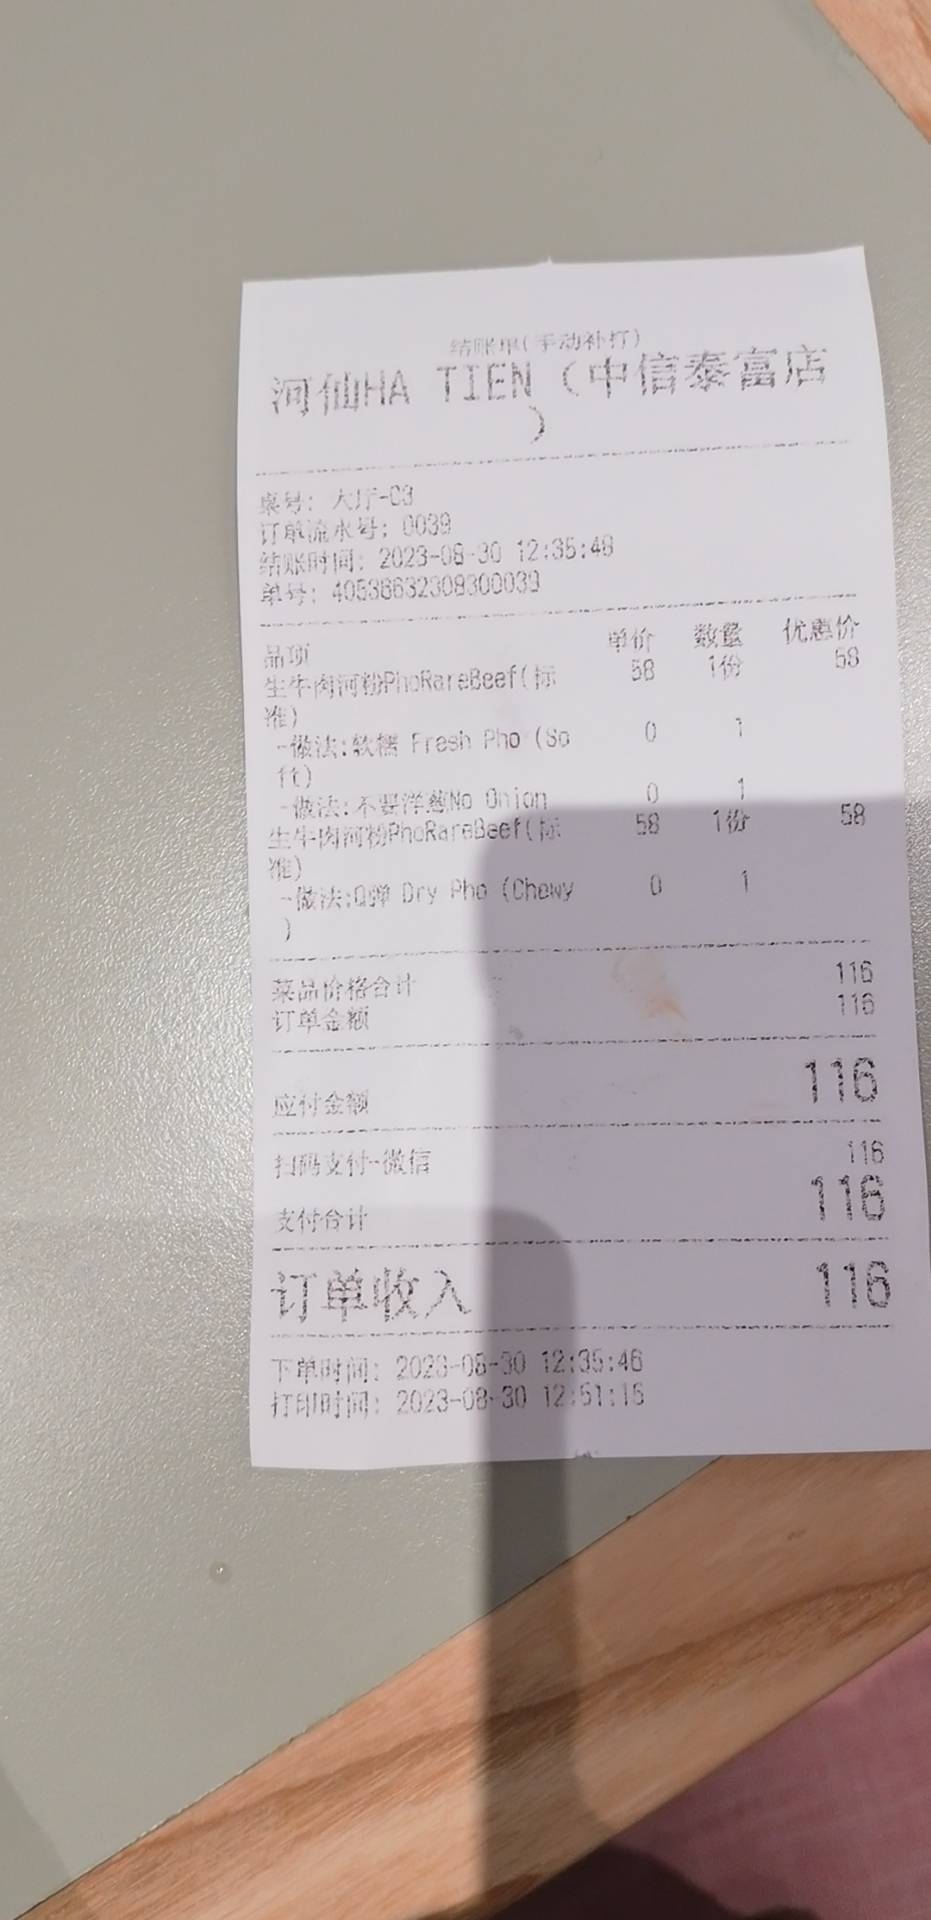 结账单(手动补打)
河仙HA TIEN (中信泰富店
)
桌号: 大厅-C3
订单流水号: 0039
结账时间: 2023-08-30 12:35:48
单号: 40536632308300039
品项 单价 数量 优惠价
生牛肉河粉PhoRareBeef(标 58 1份 58
准)
-做法:软糯 Fresh Pho (So 0 1
ft)
-做法:不要洋葱No Onion 0 1
生牛肉河粉PhoRareBeef(标 58 1份 58
准)
-做法:Q弹 Dry Pho (Chewy 0 1
)
菜品价格合计 116
订单金额 116
应付金额 116
扫码支付-微信 116
支付合计 116
订单收入 116
下单时间: 2023-08-30 12:35:46
打印时间: 2023-08-30 12:51:16